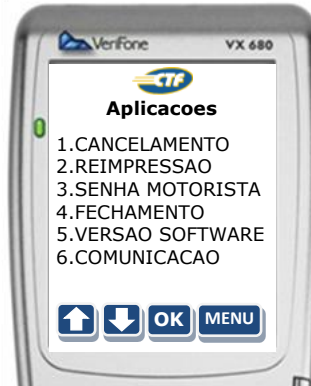 VeriFone VX 680
CTF
Aplicacoes
1.CANCELAMENTO
2.REIMPRESSAO
3.SENHA MOTORISTA
4.FECHAMENTO
5.VERSAO SOFTWARE
6.COMUNICACAO
OK MENU